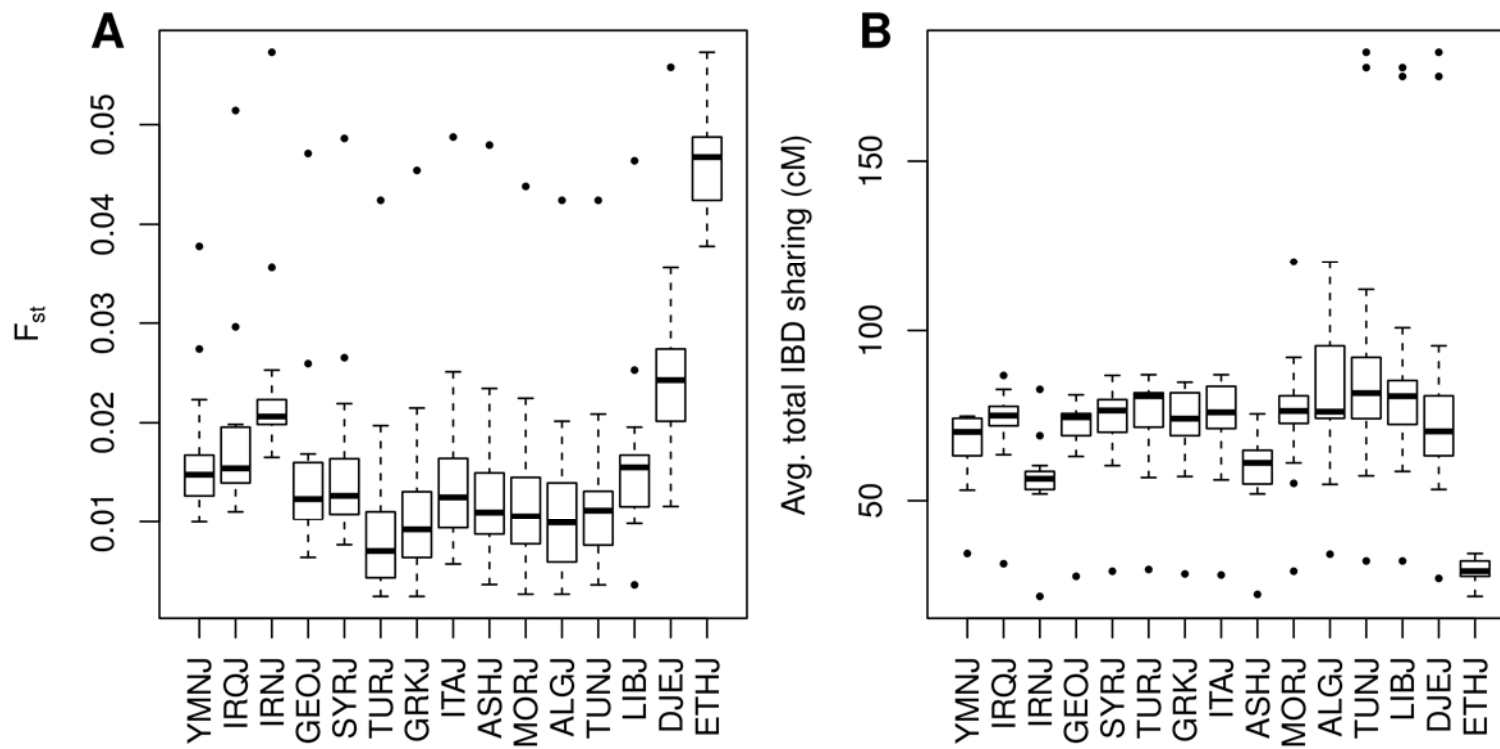 A
F_st
0.05
0.04
0.03
0.02
0.01
YMNJ
IRQJ
IRNJ
GEOJ
SYRJ
TURJ
GRKJ
ITAJ
ASHJ
MORJ
ALGJ
TUNJ
LIBJ
DJEJ
ETHJ
B
Avg. total IBD sharing (cM)
150
100
50
YMNJ
IRQJ
IRNJ
GEOJ
SYRJ
TURJ
GRKJ
ITAJ
ASHJ
MORJ
ALGJ
TUNJ
LIBJ
DJEJ
ETHJ